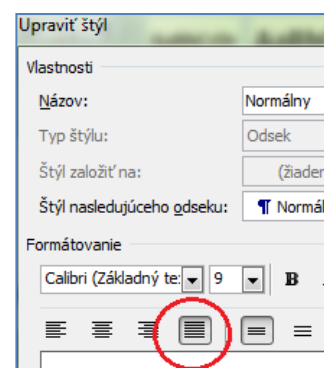 Upraviť štýl
Vlastnosti
Názov: Normálny
Typ štýlu: Odsek
Štýl založiť na: (žiaden
Štýl nasledujúceho odseku: ¶ Normál
Formátovanie
Calibri (Základný te: 9 B